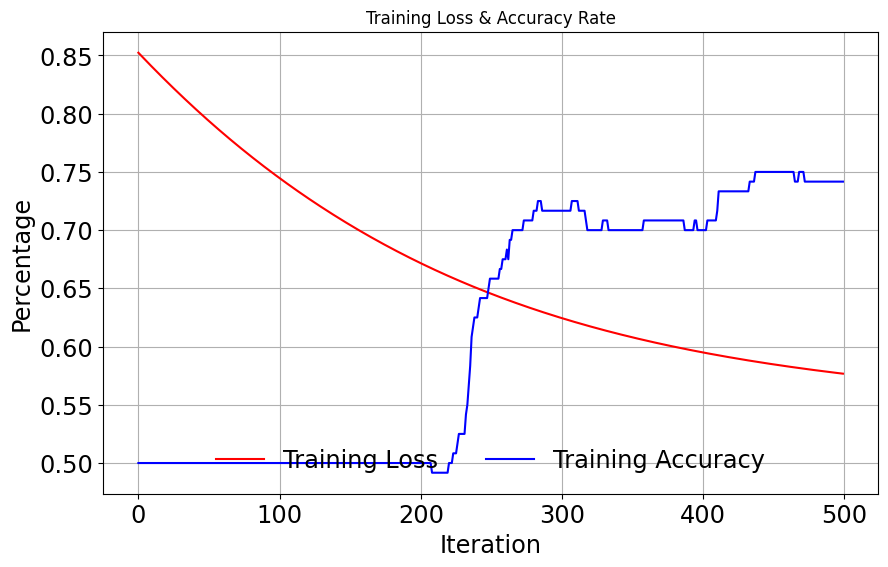 Training Loss & Accuracy Rate
0.85
0.80
0.75
0.70
0.65
0.60
0.55
0.50
Percentage
Training Loss
Training Accuracy
0 100 200 300 400 500
Iteration